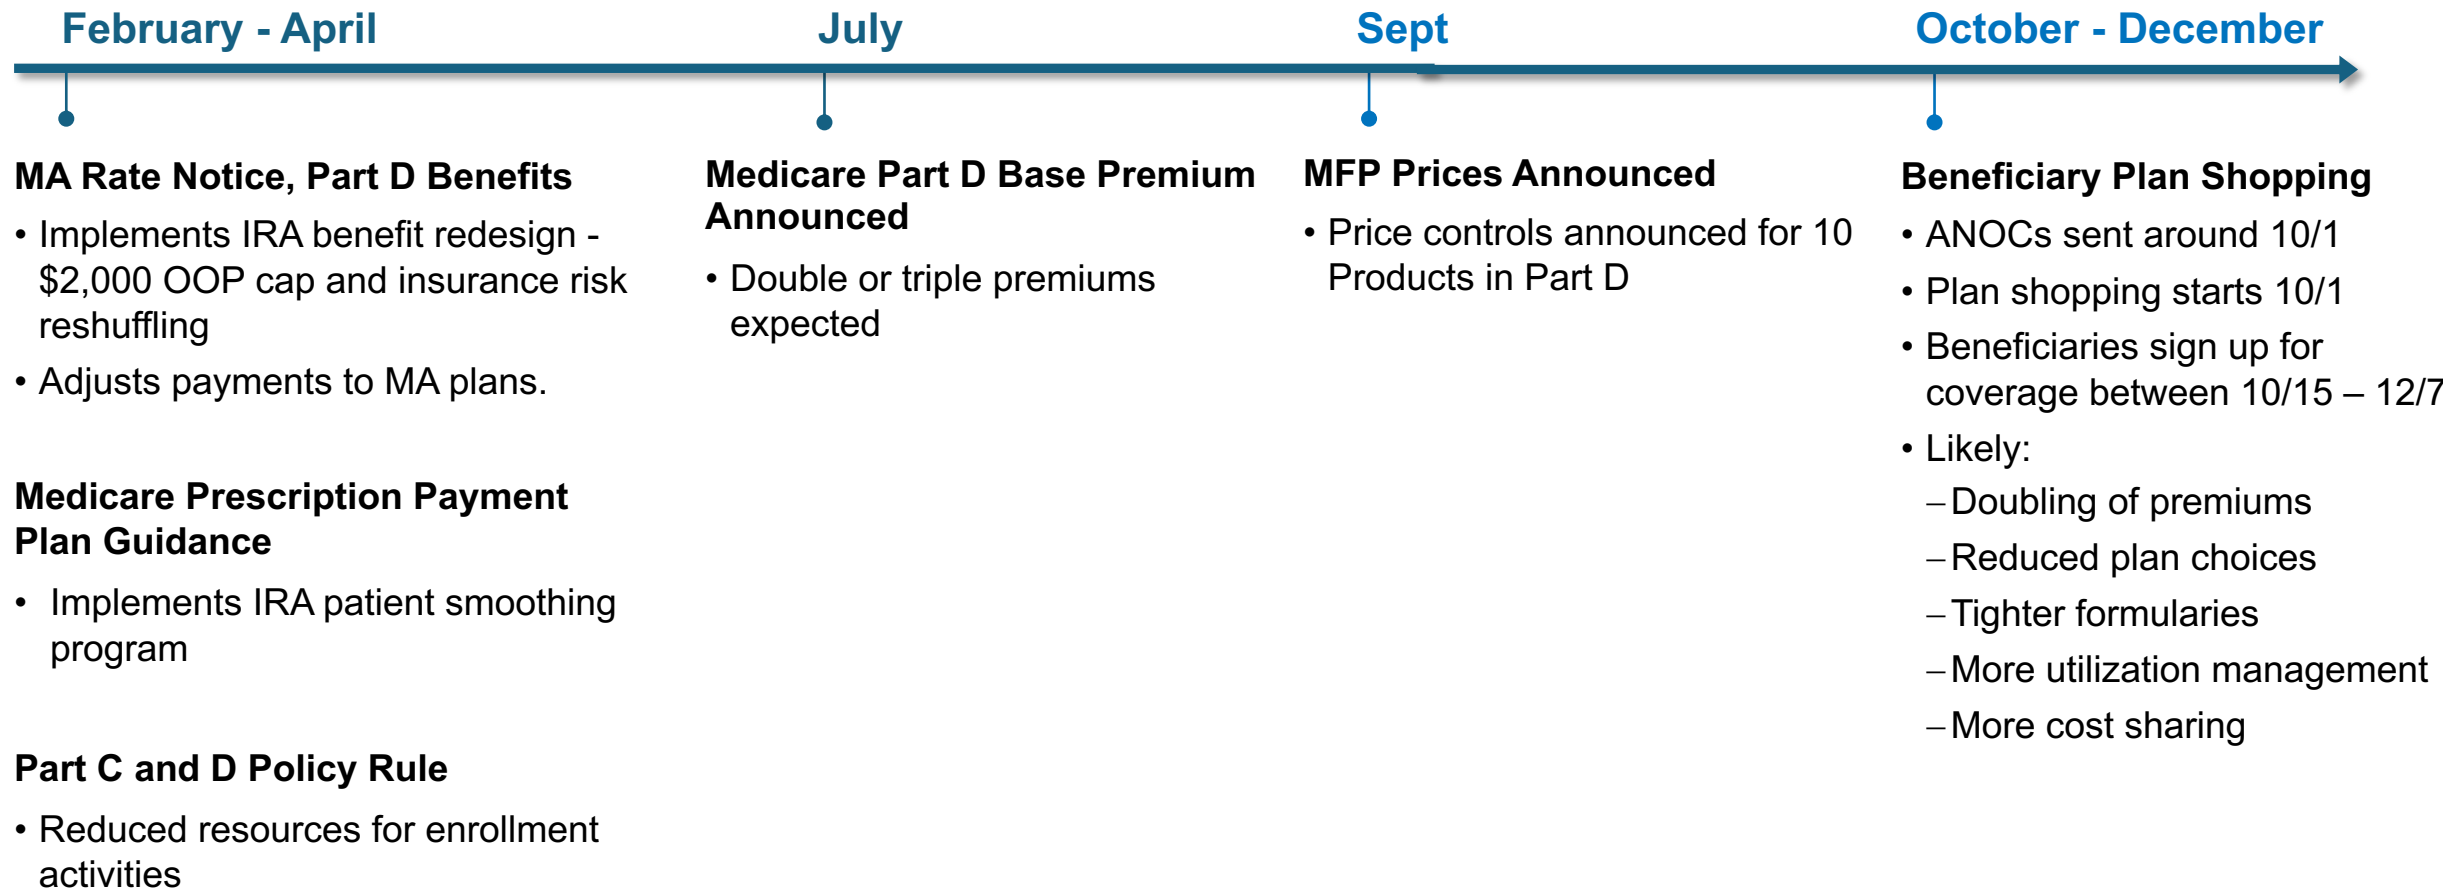 February - April
July
Sept
October - December
MA Rate Notice, Part D Benefits
• Implements IRA benefit redesign -
$2,000 OOP cap and insurance risk
reshuffling
• Adjusts payments to MA plans.
Medicare Prescription Payment
Plan Guidance
• Implements IRA patient smoothing
program
Part C and D Policy Rule
• Reduced resources for enrollment
activities
Medicare Part D Base Premium
Announced
• Double or triple premiums
expected
MFP Prices Announced
• Price controls announced for 10
Products in Part D
Beneficiary Plan Shopping
• ANOCs sent around 10/1
• Plan shopping starts 10/1
• Beneficiaries sign up for
coverage between 10/15 – 12/7
• Likely:
–Doubling of premiums
–Reduced plan choices
–Tighter formularies
–More utilization management
–More cost sharing